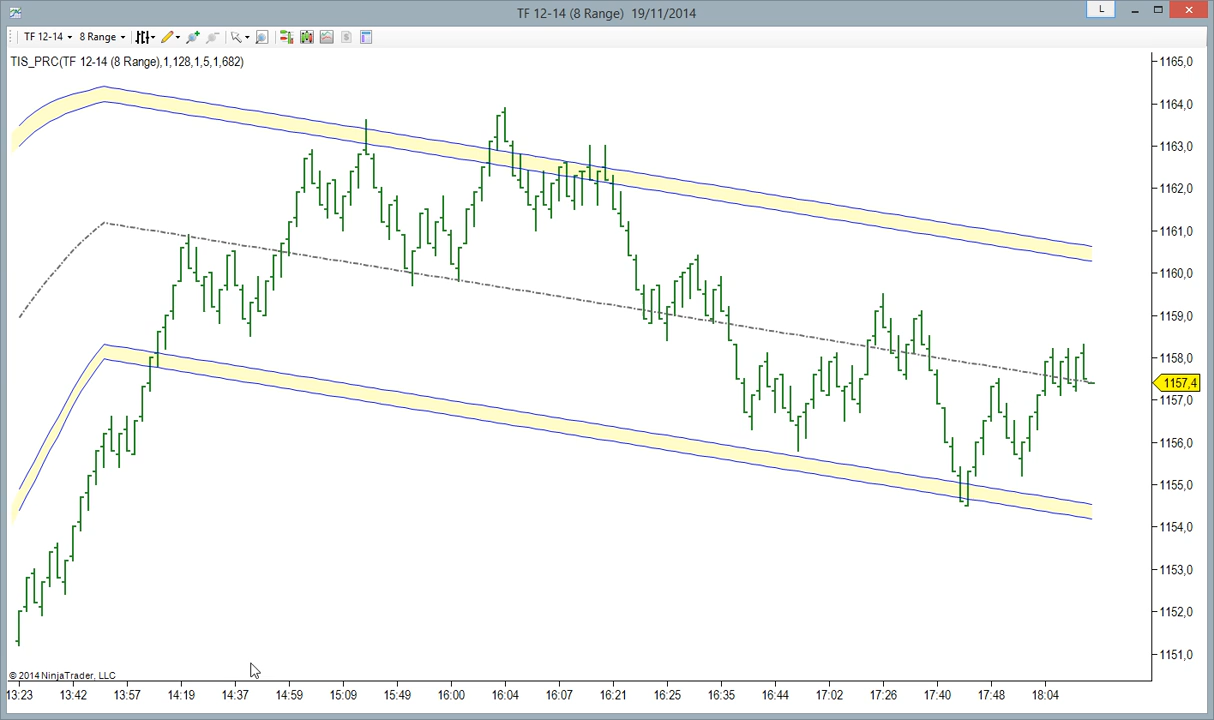 TF 12-14 (8 Range)  19/11/2014
L
TF 12-14
8 Range
TIS_PRC(TF 12-14 (8 Range),1,128,1,5,1,682)
1165,0
1164,0
1163,0
1162,0
1161,0
1160,0
1159,0
1158,0
1157,4
1157,0
1156,0
1155,0
1154,0
1153,0
1152,0
1151,0
© 2014 NinjaTrader, LLC
13:23 13:42 13:57 14:19 14:37 14:59 15:09 15:49 16:00 16:04 16:07 16:21 16:25 16:35 16:44 17:02 17:26 17:40 17:48 18:04